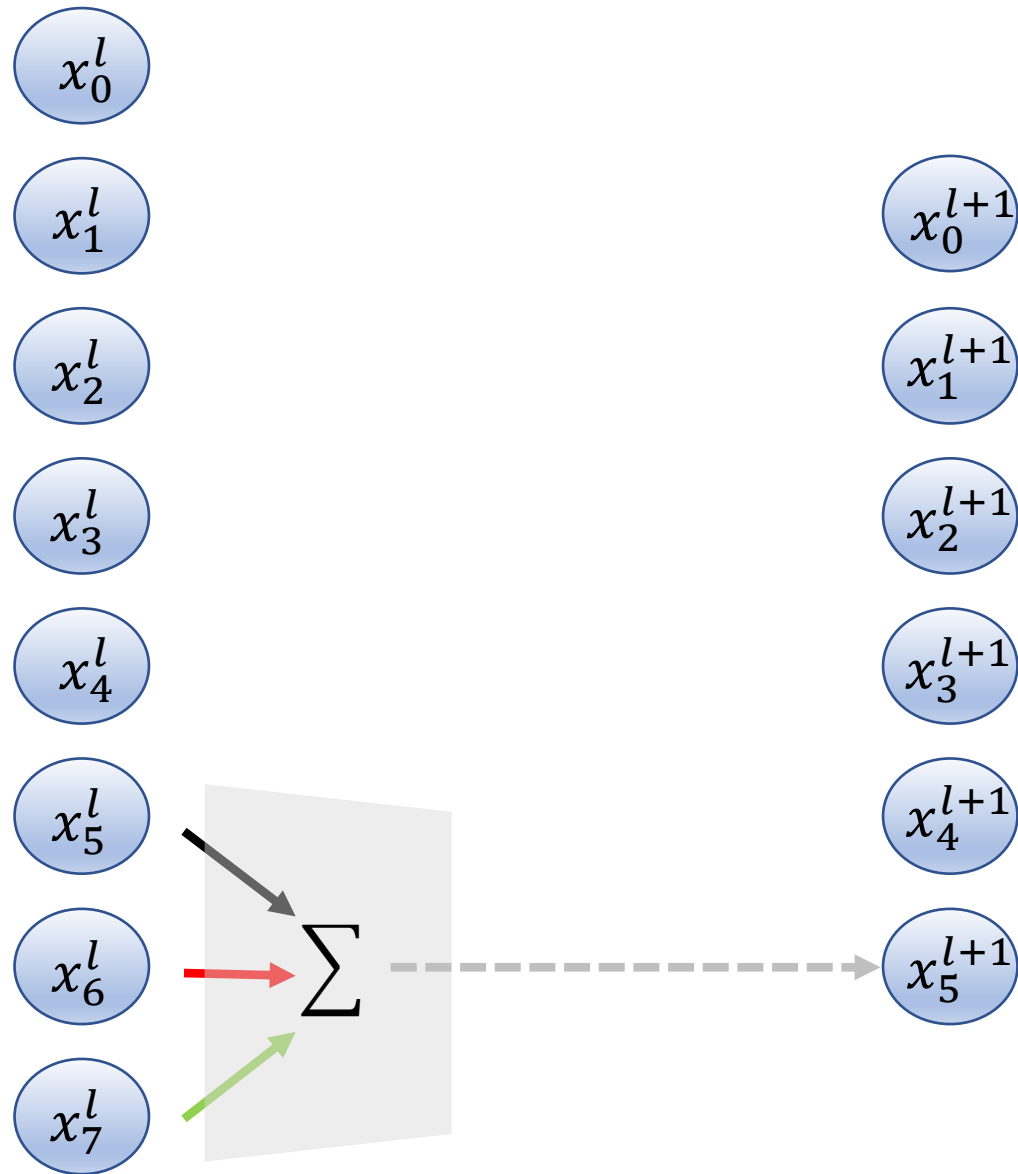 x_0^l
x_1^l
x_0^{l+1}
x_2^l
x_1^{l+1}
x_3^l
x_2^{l+1}
x_4^l
x_3^{l+1}
x_5^l
x_4^{l+1}
x_6^l
∑
x_5^{l+1}
x_7^l